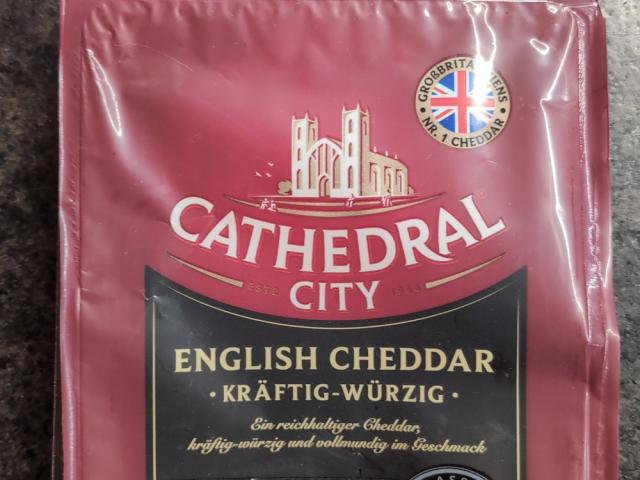 GROßBRITANNIENS
· NR. 1 CHEDDAR ·
CATHEDRAL®
CITY
ESTD
ENGLISH CHEDDAR
· KRÄFTIG-WÜRZIG ·
Ein reichhaltiger Cheddar,
kräftig-würzig und vollmundig im Geschmack